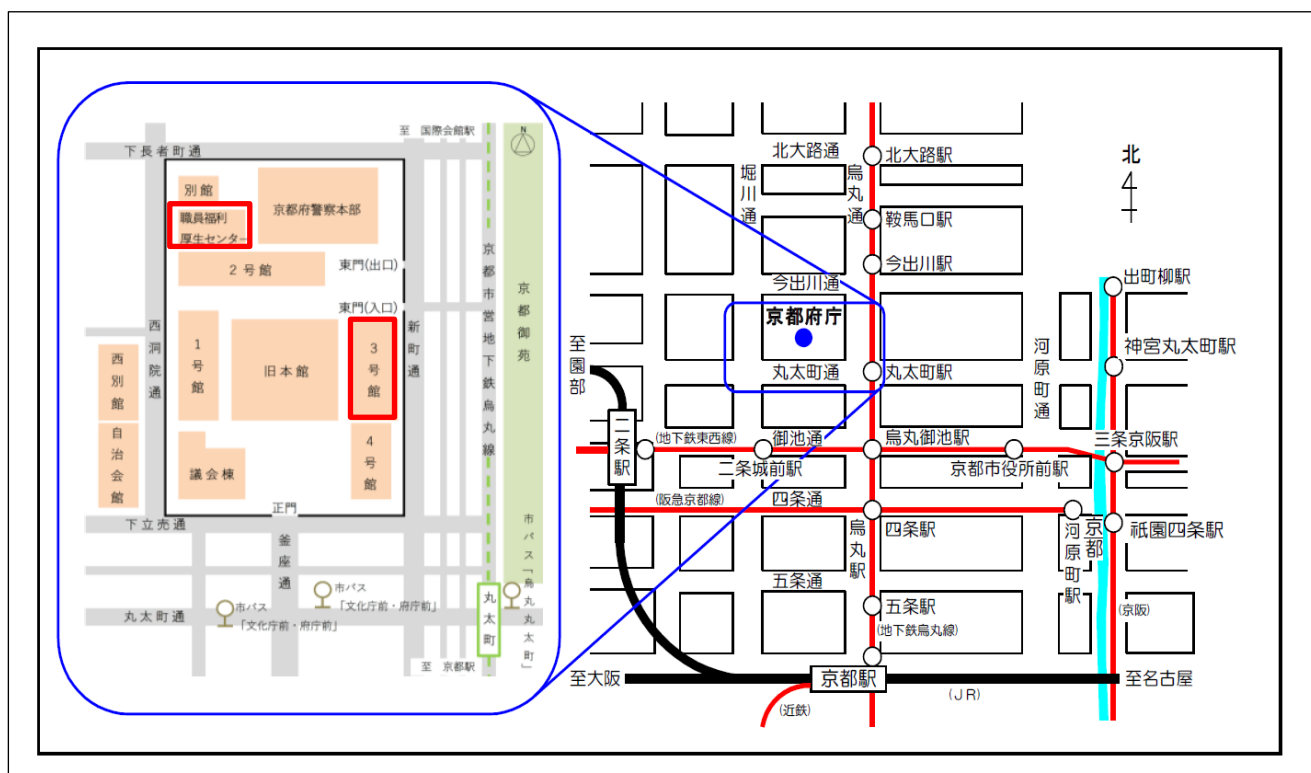 至 国際会館駅
N
下長者町通
別館
職員福利
厚生センター
京都府警察本部
2号館
東門(出口)
東門(入口)
西洞院通
1号館
旧本館
3号館
新町通
京都市営地下鉄烏丸線
京都御苑
西別館
自治会館
議会棟
4号館
正門
下立売通
釜座通
市バス
「文化庁前・府庁前」
市バス
「文化庁前・府庁前」
丸太町通
丸太町
市バス「烏丸丸太町」
至 京都駅
北大路通
北大路駅
堀川通
烏丸通
鞍馬口駅
北
今出川駅
今出川通
出町柳駅
京都府庁
河原町通
神宮丸太町駅
至園部
丸太町通
丸太町駅
二条駅
(地下鉄東西線)
御池通
烏丸御池駅
三条京阪駅
二条城前駅
京都市役所前駅
(阪急京都線)
四条通
烏丸駅
四条駅
京都
河原町駅
祇園四条駅
五条通
五条駅
(京阪)
(地下鉄烏丸線)
至大阪
京都駅
至名古屋
(JR)
(近鉄)